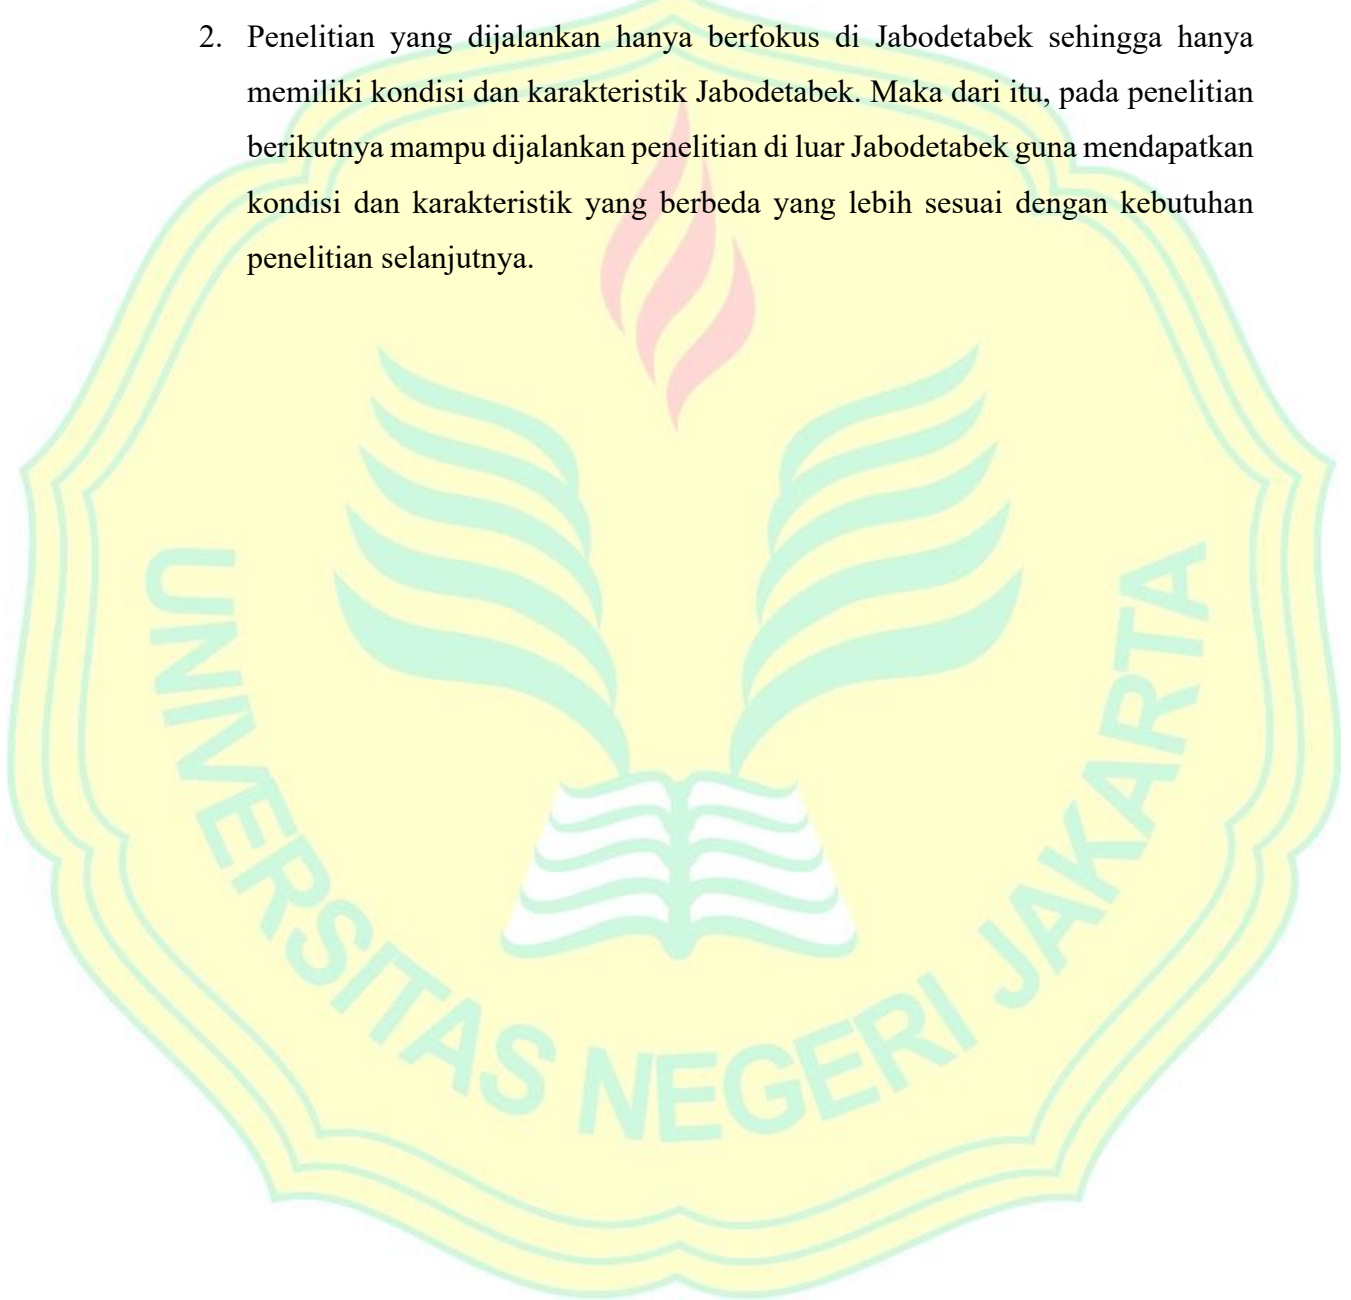 2. Penelitian yang dijalankan hanya berfokus di Jabodetabek sehingga hanya
memiliki kondisi dan karakteristik Jabodetabek. Maka dari itu, pada penelitian
berikutnya mampu dijalankan penelitian di luar Jabodetabek guna mendapatkan
kondisi dan karakteristik yang berbeda yang lebih sesuai dengan kebutuhan
penelitian selanjutnya.
UNIVERSITAS NEGERI JAKARTA